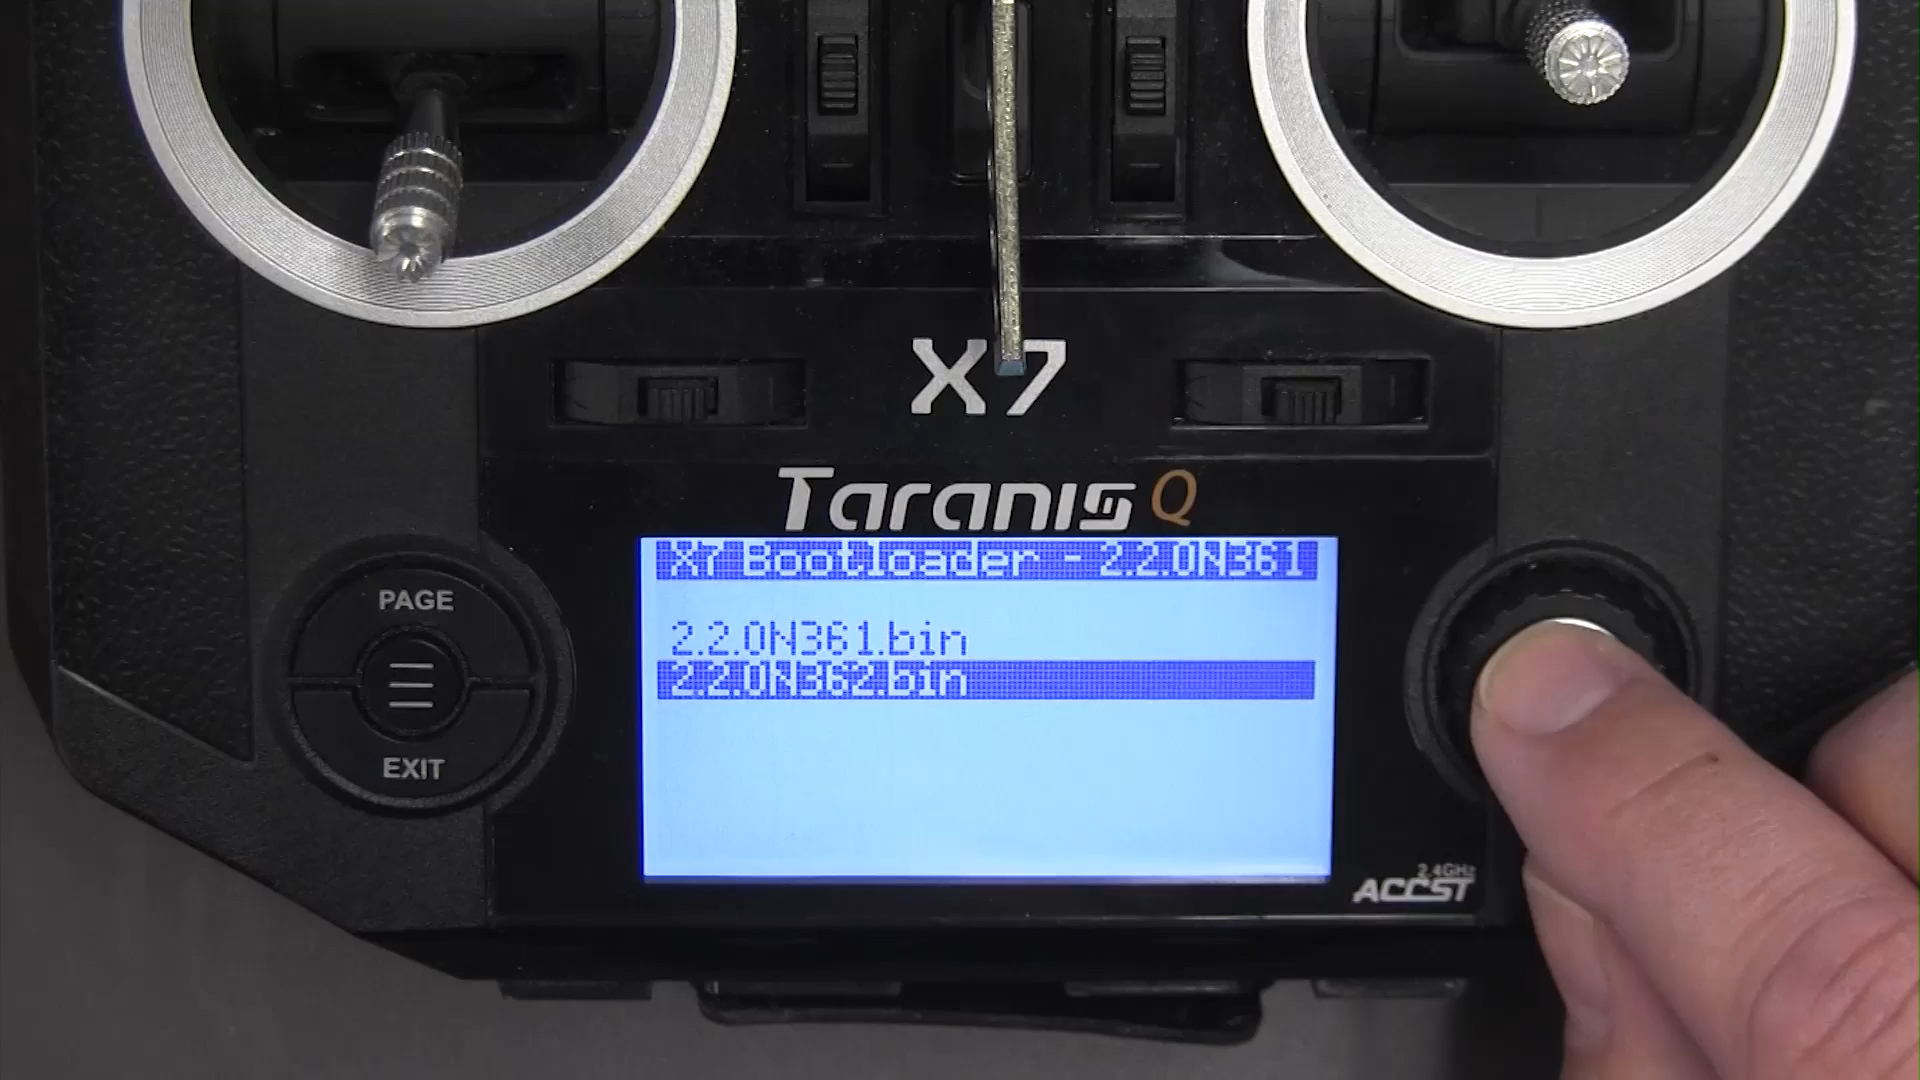 X7
Taranis Q
X7 Bootloader - 2.2.0N361
2.2.0N361.bin
2.2.0N362.bin
PAGE
EXIT
2.4GHz
ACCST